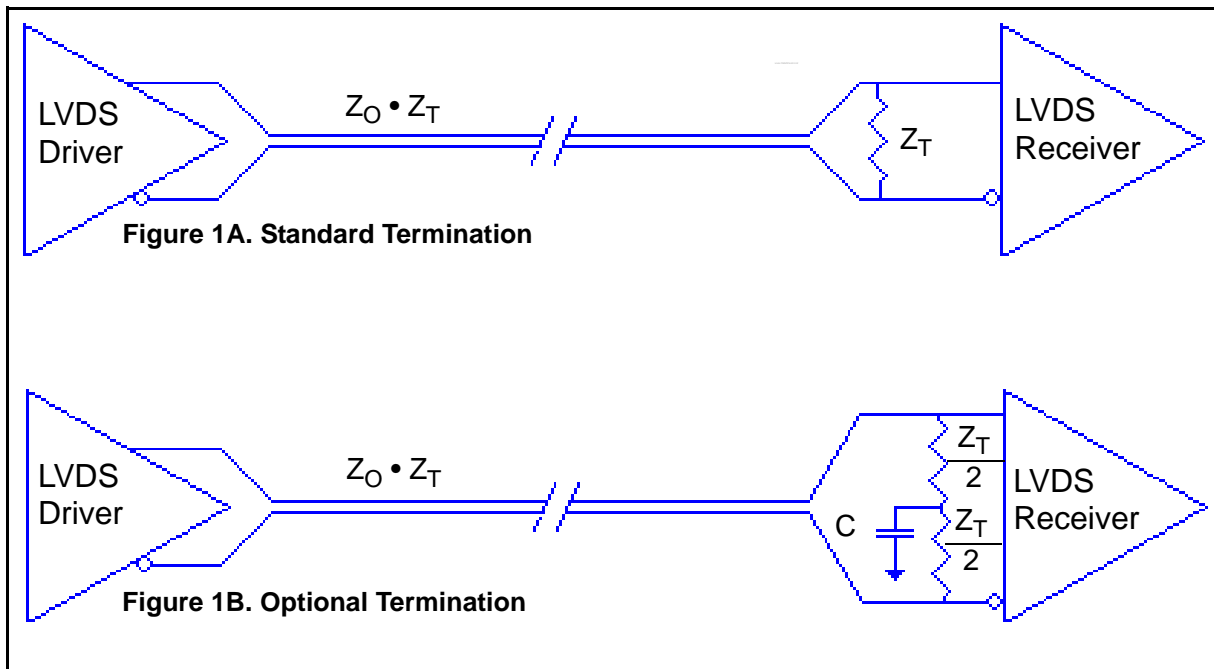 LVDS
Driver
Z_O • Z_T
Z_T
LVDS
Receiver
Figure 1A. Standard Termination
LVDS
Driver
Z_O • Z_T
C
Z_T
2
Z_T
2
LVDS
Receiver
Figure 1B. Optional Termination